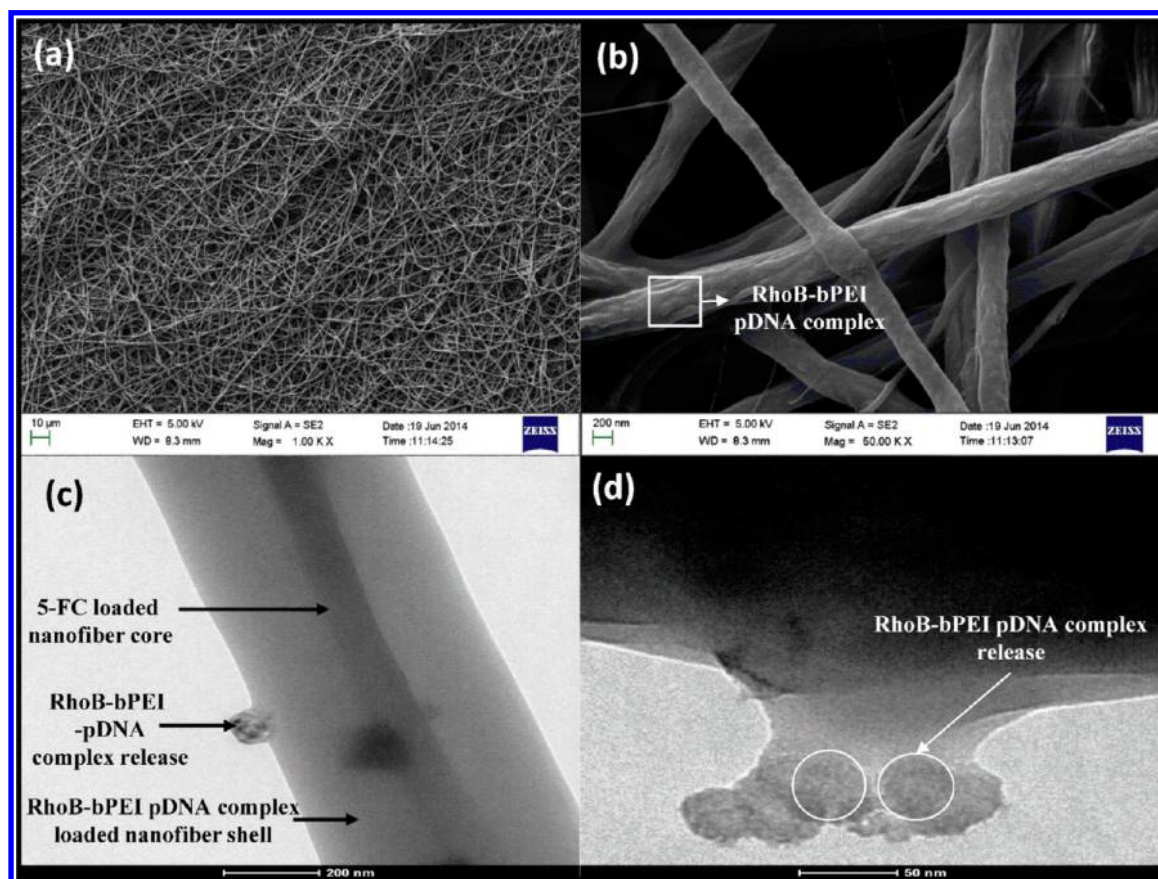 (a)
10 µm
EHT = 5.00 kV
WD = 8.3 mm
Signal A = SE2
Mag = 1.00 K X
Date :19 Jun 2014
Time :11:14:25
ZEISS
(b)
RhoB-bPEI
pDNA complex
200 nm
EHT = 5.00 kV
WD = 8.3 mm
Signal A = SE2
Mag = 50.00 K X
Date :19 Jun 2014
Time :11:13:07
ZEISS
(c)
5-FC loaded
nanofiber core
RhoB-bPEI
-pDNA
complex release
RhoB-bPEI pDNA complex
loaded nanofiber shell
200 nm
(d)
RhoB-bPEI pDNA complex
release
50 nm